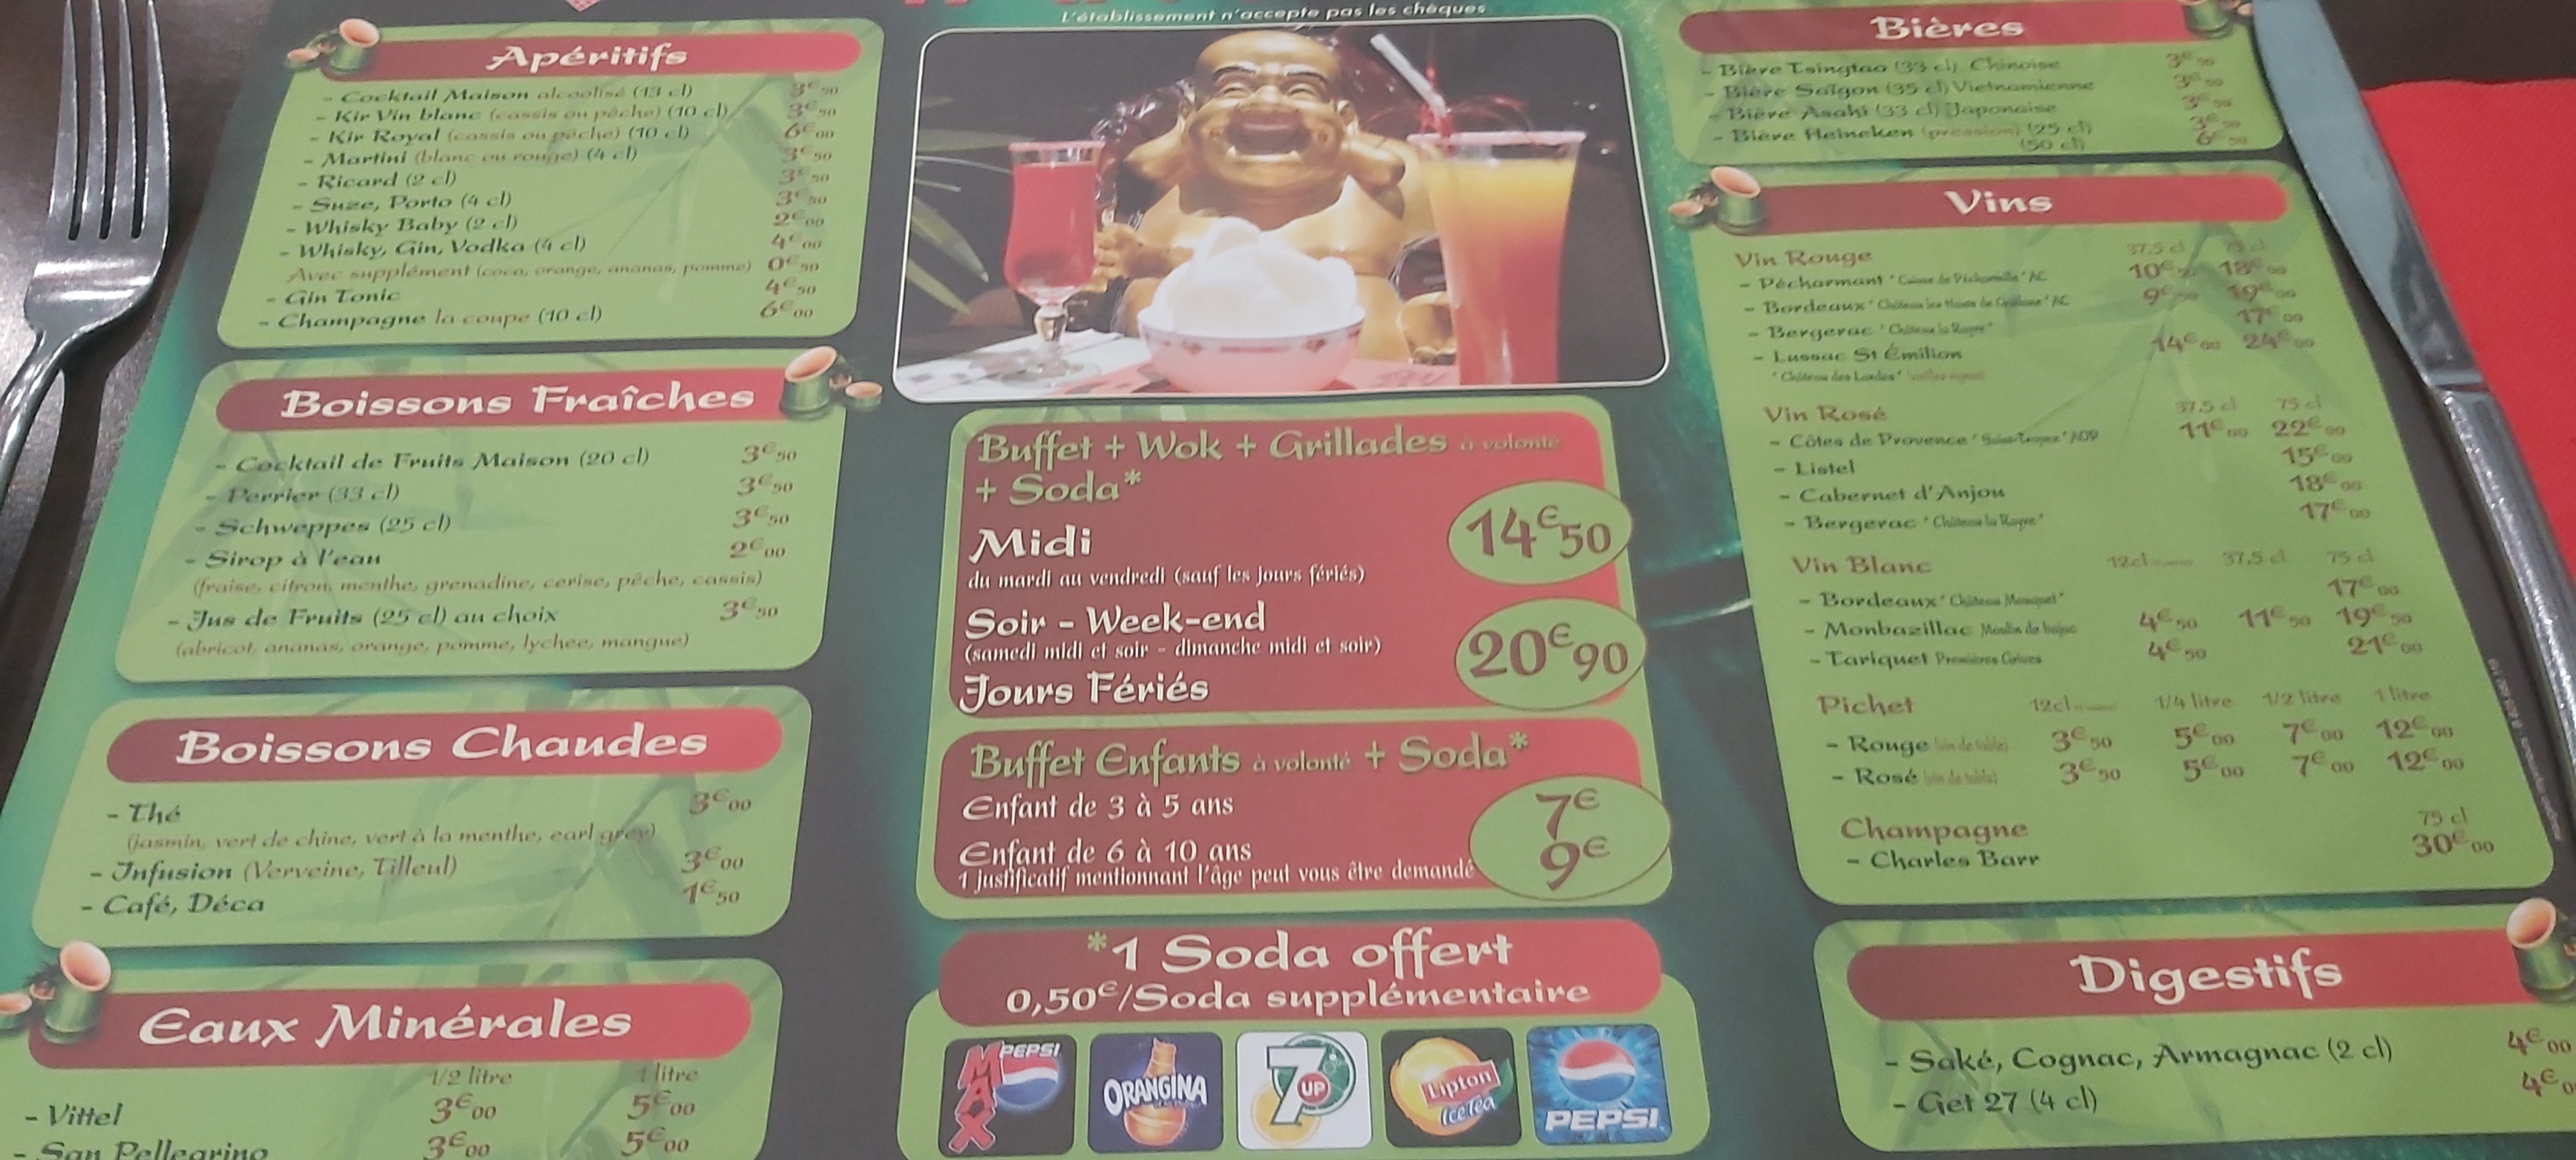 L'établissement n'accepte pas les chèques
Apéritifs
- Cocktail Maison alcoolisé (13 cl) 3€50
- Kir Vin blanc (cassis ou pêche) (10 cl) 3€50
- Kir Royal (cassis ou pêche) (10 cl) 6€00
- Martini (blanc ou rouge) (4 cl) 3€50
- Ricard (2 cl) 3€50
- Suze, Porto (4 cl) 3€50
- Whisky Baby (2 cl) 2€00
- Whisky, Gin, Vodka (4 cl) 4€00
Avec supplément (coca, orange, ananas, pomme) 0€50
- Gin Tonic 4€50
- Champagne la coupe (10 cl) 6€00
Boissons Fraîches
- Cocktail de Fruits Maison (20 cl) 3€50
- Perrier (33 cl) 3€50
- Schweppes (25 cl) 3€50
- Sirop à l'eau 2€00
(fraise, citron, menthe, grenadine, cerise, pêche, cassis)
- Jus de Fruits (25 cl) au choix 3€50
(abricot, ananas, orange, pomme, lychee, mangue)
Boissons Chaudes
- Thé 3€00
(jasmin, vert de chine, vert à la menthe, earl grey)
- Infusion (Verveine, Tilleul) 3€00
- Café, Déca 1€50
Eaux Minérales
1/2 litre 1 litre
- Vittel 3€00 5€00
- San Pellegrino 3€00 5€00
Buffet + Wok + Grillades à volonté
+ Soda*
Midi 14€50
du mardi au vendredi (sauf les jours fériés)
Soir - Week-end
(samedi midi et soir - dimanche midi et soir) 20€90
Jours Fériés
Buffet Enfants à volonté + Soda*
Enfant de 3 à 5 ans 7€
Enfant de 6 à 10 ans 9€
1 justificatif mentionnant l'âge peut vous être demandé
*1 Soda offert
0,50€/Soda supplémentaire
PEPSI MAX
ORANGINA
7 UP
Lipton Ice Tea
PEPSI
Bières
- Bière Tsingtao (33 cl) Chinoise 3€50
- Bière Saïgon (35 cl) Vietnamienne 3€50
- Bière Asahi (33 cl) Japonaise 3€50
- Bière Heineken (pression) (25 cl) 3€50
(50 cl) 6€50
Vins
Vin Rouge 37.5 cl 75 cl
- Pécharmant AC 10€ 18€00
- Bordeaux AC 9€ 19€00
- Bergerac 17€00
- Lussac St Émilion 14€00 24€00
"Château des Landes"
Vin Rosé 37.5 cl 75 cl
- Côtes de Provence "Saint-Tropez" AOP 11€00 22€00
- Listel 15€00
- Cabernet d'Anjou 18€00
- Bergerac 17€00
Vin Blanc 12cl 37.5 cl 75 cl
- Bordeaux 17€00
- Monbazillac 4€50 11€50 19€50
- Tariquet Premières Grives 4€50 21€00
Pichet 12cl 1/4 litre 1/2 litre 1 litre
- Rouge (vin de table) 3€50 5€00 7€00 12€00
- Rosé (vin de table) 3€50 5€00 7€00 12€00
Champagne 75 cl
- Charles Barr 30€00
Digestifs
- Saké, Cognac, Armagnac (2 cl) 4€00
- Get 27 (4 cl) 4€